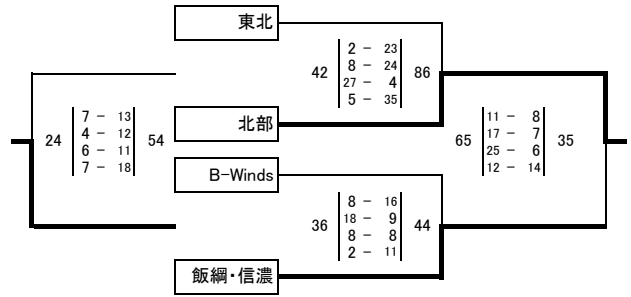 東北
2 - 23
42 8 - 24 86
27 - 4
5 - 35
7 - 13
24 4 - 12 54
6 - 11
7 - 18
北部
11 - 8
65 17 - 7 35
25 - 6
12 - 14
B-Winds
8 - 16
36 18 - 9 44
8 - 8
2 - 11
飯綱・信濃